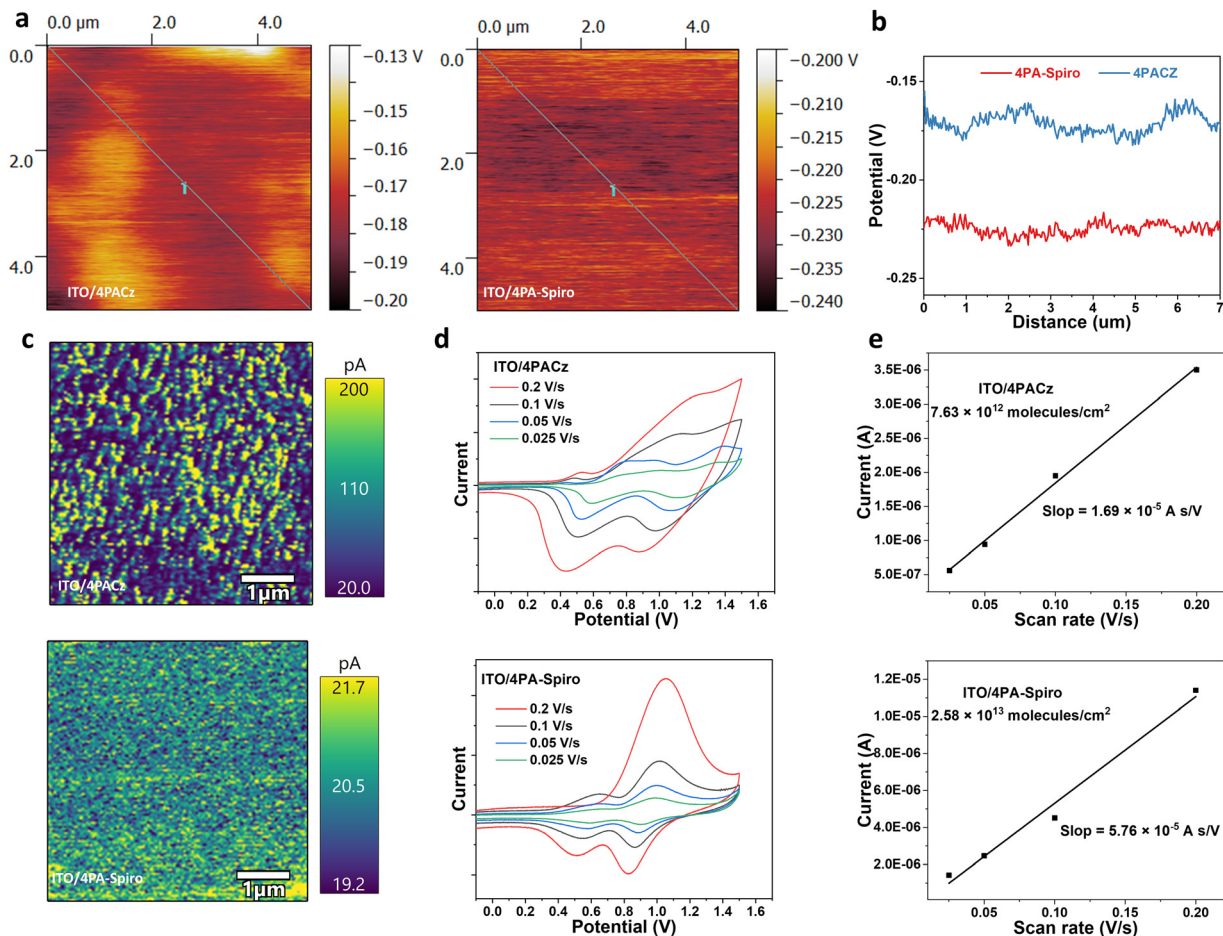 a
0.0 µm 2.0 4.0
0.0
2.0
4.0
1
ITO/4PACz
−0.13 V
−0.15
−0.16
−0.17
−0.18
−0.19
−0.20
0.0 µm 2.0 4.0
0.0
2.0
4.0
1
ITO/4PA-Spiro
−0.200 V
−0.210
−0.215
−0.220
−0.225
−0.230
−0.235
−0.240
b
4PA-Spiro 4PACZ
-0.15
-0.20
-0.25
Potential (V)
0 1 2 3 4 5 6 7
Distance (um)
c
pA
200
110
20.0
ITO/4PACz
1µm
pA
21.7
20.5
19.2
ITO/4PA-Spiro
1µm
d
ITO/4PACz
0.2 V/s
0.1 V/s
0.05 V/s
0.025 V/s
Current
0.0 0.2 0.4 0.6 0.8 1.0 1.2 1.4 1.6
Potential (V)
ITO/4PA-Spiro
0.2 V/s
0.1 V/s
0.05 V/s
0.025 V/s
Current
0.0 0.2 0.4 0.6 0.8 1.0 1.2 1.4 1.6
Potential (V)
e
3.5E-06
3.0E-06
2.5E-06
2.0E-06
1.5E-06
1.0E-06
5.0E-07
Current (A)
ITO/4PACz
7.63 × 10¹² molecules/cm²
Slop = 1.69 × 10⁻⁵ A s/V
0.05 0.10 0.15 0.20
Scan rate (V/s)
1.2E-05
1.0E-05
8.0E-06
6.0E-06
4.0E-06
2.0E-06
Current (A)
ITO/4PA-Spiro
2.58 × 10¹³ molecules/cm²
Slop = 5.76 × 10⁻⁵ A s/V
0.05 0.10 0.15 0.20
Scan rate (V/s)